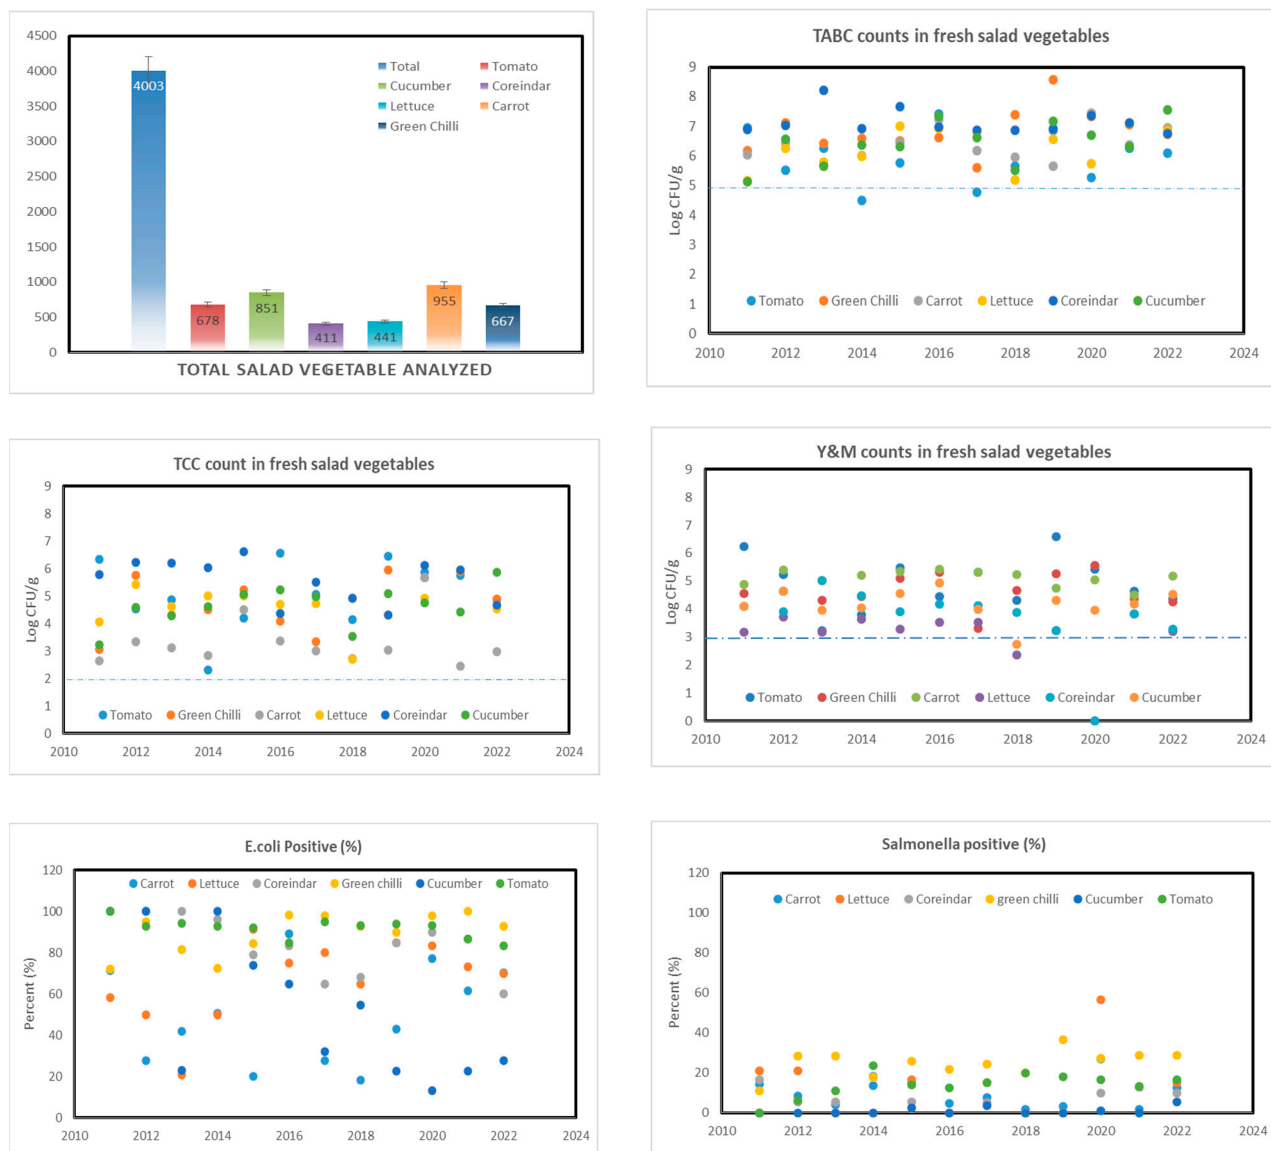 4500
4000
3500
3000
2500
2000
1500
1000
500
0
Total
Tomato
Cucumber
Coreindar
Lettuce
Carrot
Green Chilli
4003
678
851
411
441
955
667
TOTAL SALAD VEGETABLE ANALYZED
TABC counts in fresh salad vegetables
Log CFU/g
9
8
7
6
5
4
3
2
1
0
Tomato Green Chilli Carrot Lettuce Coreindar Cucumber
2010 2012 2014 2016 2018 2020 2022 2024
TCC count in fresh salad vegetables
Log CFU/g
9
8
7
6
5
4
3
2
1
0
Tomato Green Chilli Carrot Lettuce Coreindar Cucumber
2010 2012 2014 2016 2018 2020 2022 2024
Y&M counts in fresh salad vegetables
Log CFU/g
9
8
7
6
5
4
3
2
1
0
Tomato Green Chilli Carrot Lettuce Coreindar Cucumber
2010 2012 2014 2016 2018 2020 2022 2024
E.coli Positive (%)
Percent (%)
120
100
80
60
40
20
0
Carrot Lettuce Coreindar Green chilli Cucumber Tomato
2010 2012 2014 2016 2018 2020 2022 2024
Salmonella positive (%)
Percent (%)
120
100
80
60
40
20
0
Carrot Lettuce Coreindar green chilli Cucumber Tomato
2010 2012 2014 2016 2018 2020 2022 2024